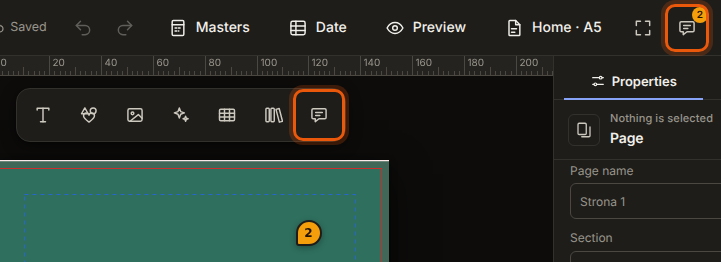 Saved
Masters
Date
Preview
Home · A5
2
0 20 40 60 80 100 120 140 160 180 200
Properties
Nothing is selected
Page
Page name
Strona 1
Section
2